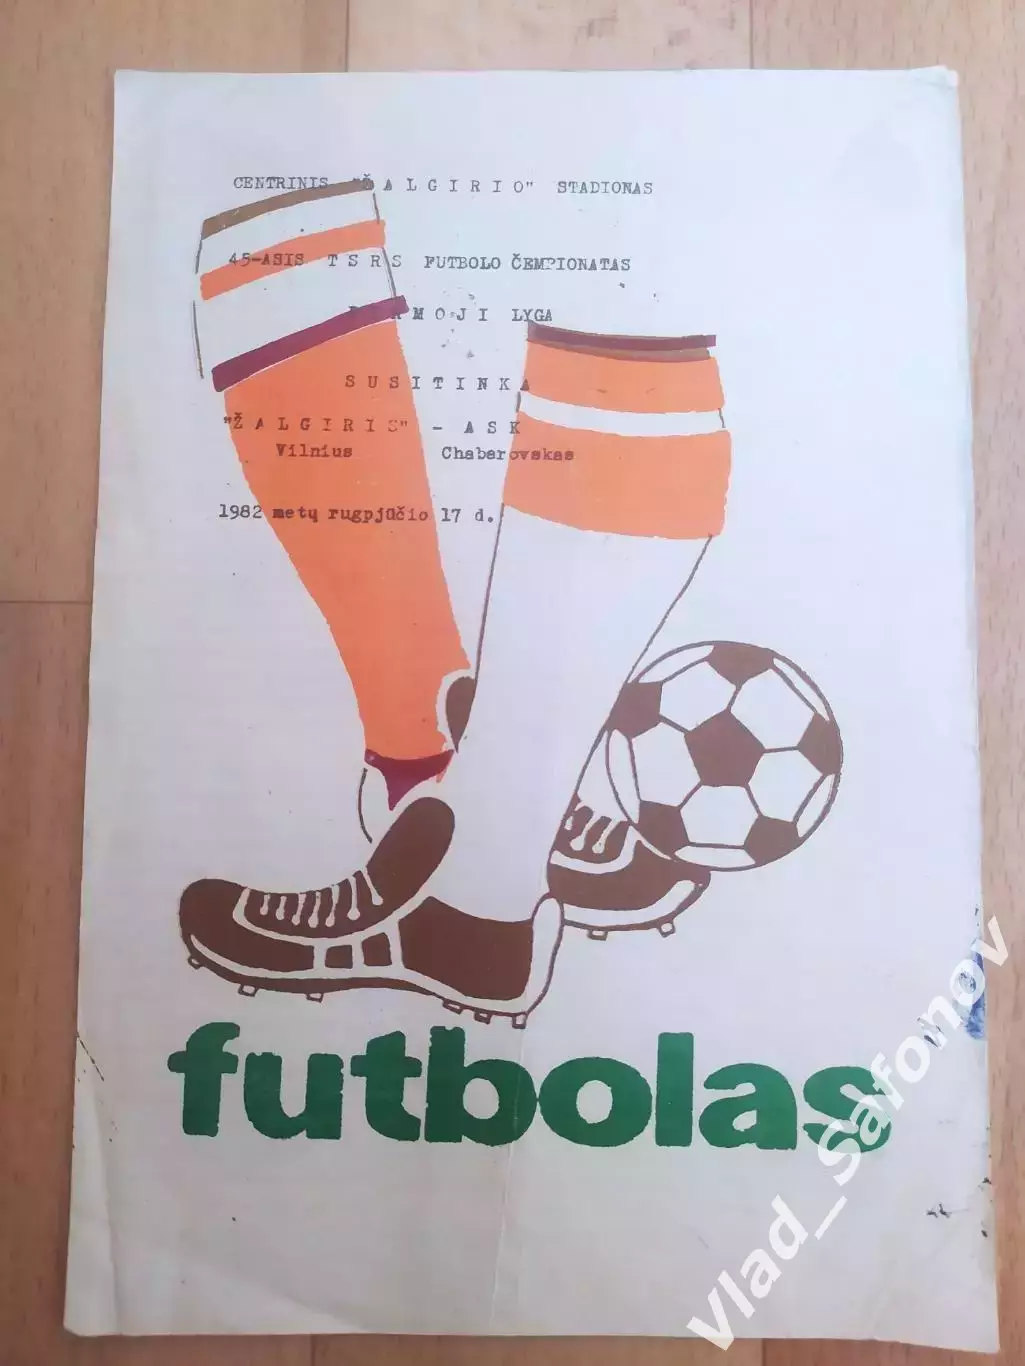 CENTRINIS "ŽALGIRIO" STADIONAS
45-ASIS TSRS FUTBOLO ČEMPIONATAS
LYGA
SUSITINKA
"ŽALGIRIS" - ASK
Vilnius Chabarovskas
1982 metų rugpjūčio 17 d.
futbolas
Vlad_Safonov